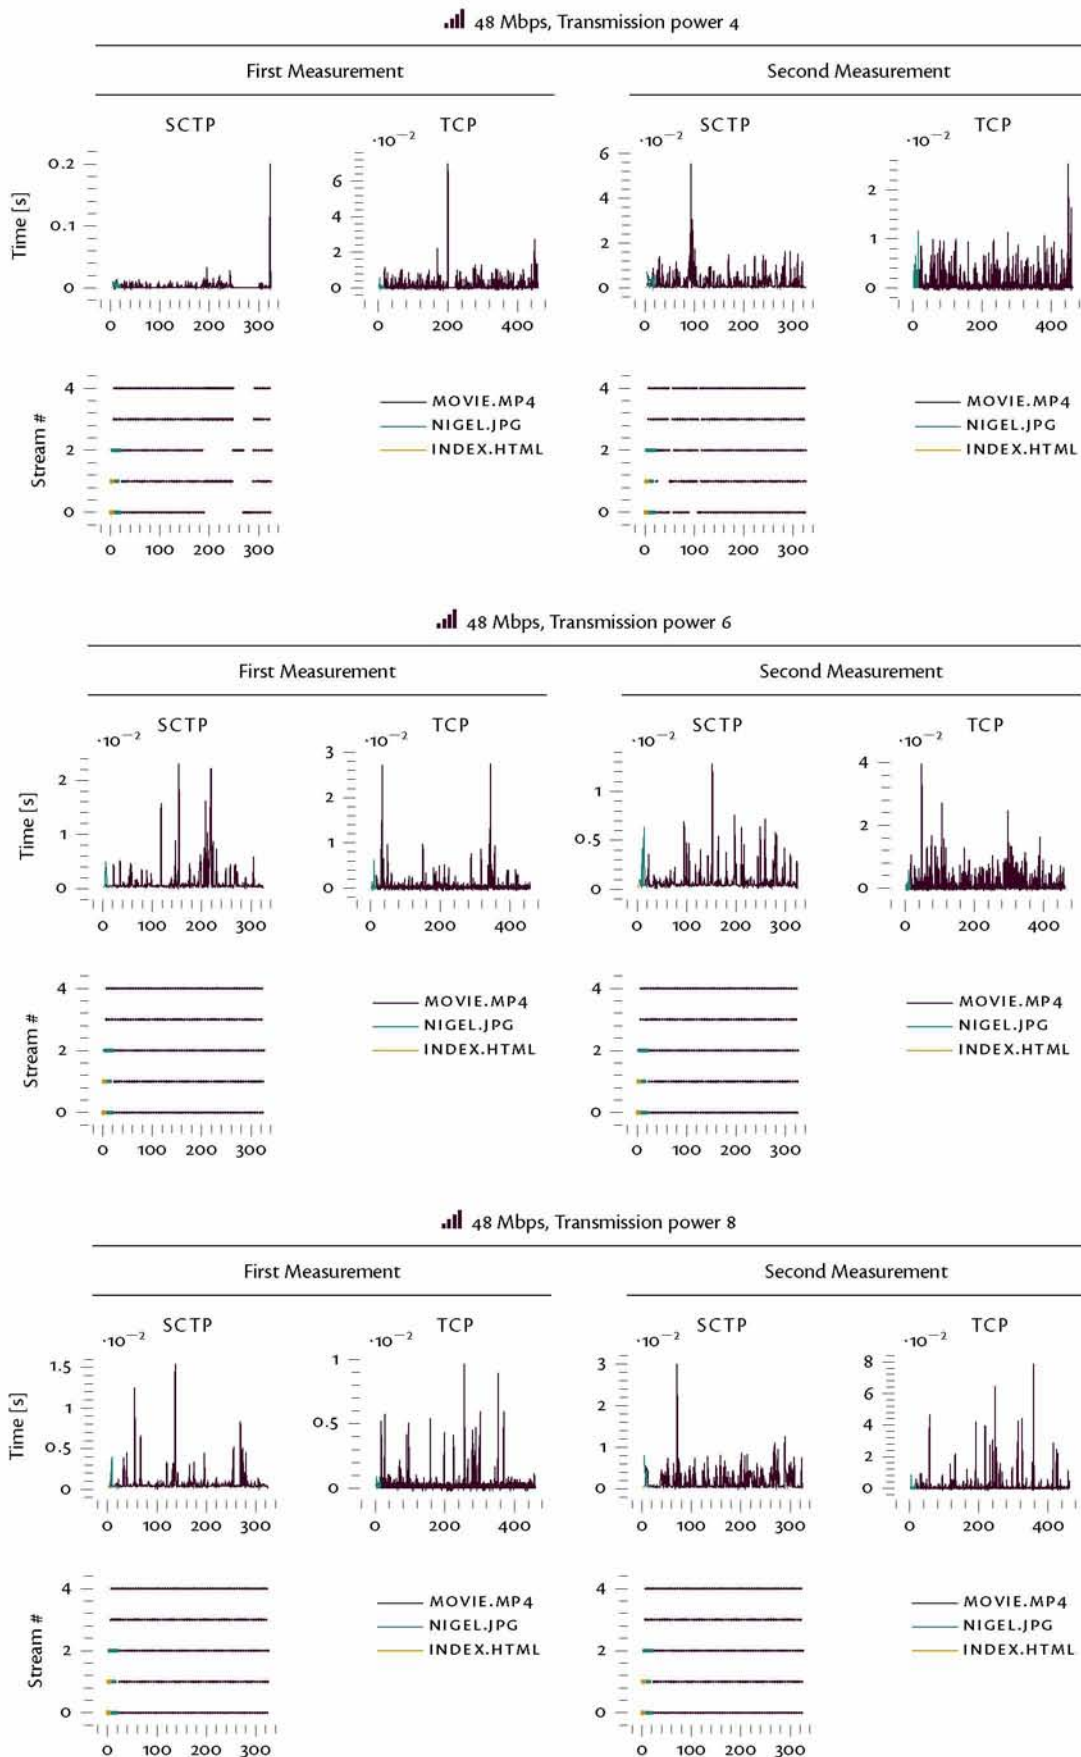 48 Mbps, Transmission power 4
First Measurement
Second Measurement
SCTP
TCP
SCTP
TCP
·10⁻²
·10⁻²
·10⁻²
Time [s]
0.2
0.1
0
0 100 200 300
6
4
2
0
0 200 400
6
4
2
0
0 100 200 300
2
1
0
0 200 400
Stream #
4
2
0
0 100 200 300
MOVIE.MP4
NIGEL.JPG
INDEX.HTML
4
2
0
0 100 200 300
MOVIE.MP4
NIGEL.JPG
INDEX.HTML
48 Mbps, Transmission power 6
First Measurement
Second Measurement
SCTP
TCP
SCTP
TCP
·10⁻²
·10⁻²
·10⁻²
·10⁻²
Time [s]
2
1
0
0 100 200 300
3
2
1
0
0 200 400
1
0.5
0
0 100 200 300
4
2
0
0 200 400
Stream #
4
2
0
0 100 200 300
MOVIE.MP4
NIGEL.JPG
INDEX.HTML
4
2
0
0 100 200 300
MOVIE.MP4
NIGEL.JPG
INDEX.HTML
48 Mbps, Transmission power 8
First Measurement
Second Measurement
SCTP
TCP
SCTP
TCP
·10⁻²
·10⁻²
·10⁻²
·10⁻²
Time [s]
1.5
1
0.5
0
0 100 200 300
1
0.5
0
0 200 400
3
2
1
0
0 100 200 300
8
6
4
2
0
0 200 400
Stream #
4
2
0
0 100 200 300
MOVIE.MP4
NIGEL.JPG
INDEX.HTML
4
2
0
0 100 200 300
MOVIE.MP4
NIGEL.JPG
INDEX.HTML